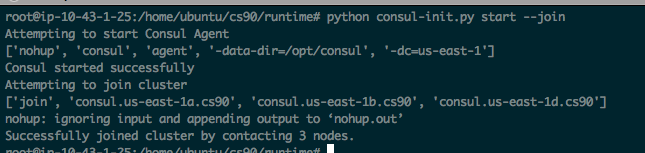 root@ip-10-43-1-25:/home/ubuntu/cs90/runtime# python consul-init.py start --join
Attempting to start Consul Agent
['nohup', 'consul', 'agent', '-data-dir=/opt/consul', '-dc=us-east-1']
Consul started successfully
Attempting to join cluster
['join', 'consul.us-east-1a.cs90', 'consul.us-east-1b.cs90', 'consul.us-east-1d.cs90']
nohup: ignoring input and appending output to ‘nohup.out’
Successfully joined cluster by contacting 3 nodes.
root@ip-10-43-1-25:/home/ubuntu/cs90/runtime#